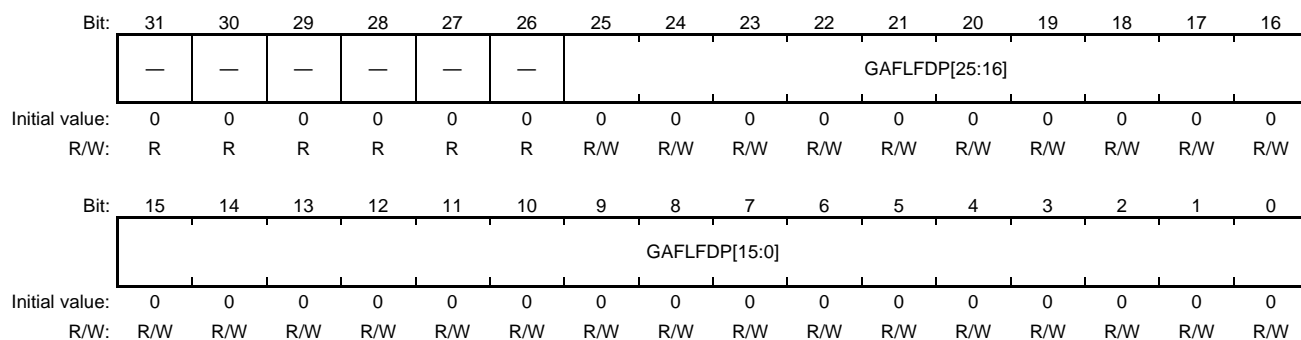 Bit: 31 30 29 28 27 26 25 24 23 22 21 20 19 18 17 16
— — — — — — GAFLFDP[25:16]
Initial value: 0 0 0 0 0 0 0 0 0 0 0 0 0 0 0 0
R/W: R R R R R R R/W R/W R/W R/W R/W R/W R/W R/W R/W R/W
Bit: 15 14 13 12 11 10 9 8 7 6 5 4 3 2 1 0
GAFLFDP[15:0]
Initial value: 0 0 0 0 0 0 0 0 0 0 0 0 0 0 0 0
R/W: R/W R/W R/W R/W R/W R/W R/W R/W R/W R/W R/W R/W R/W R/W R/W R/W